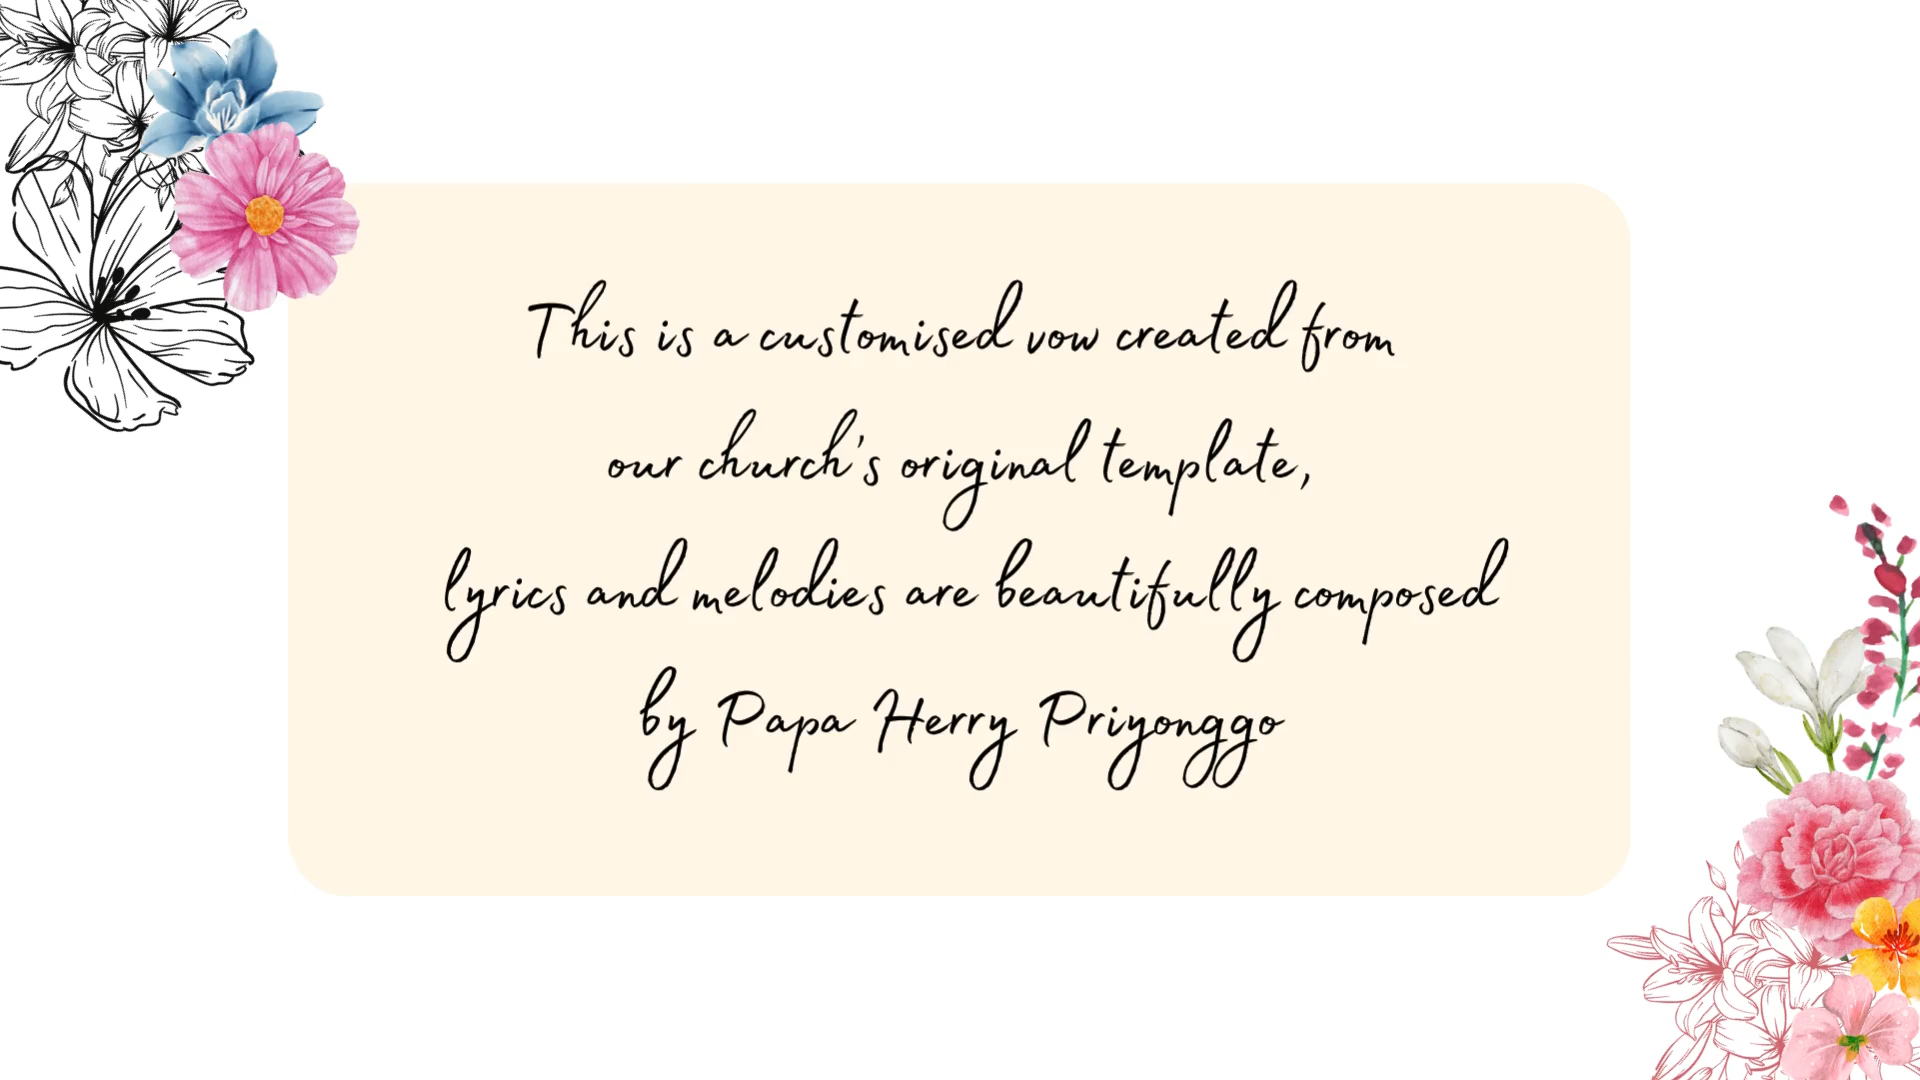 This is a customised vow created from
our church's original template,
lyrics and melodies are beautifully composed
by Papa Herry Priyonggo